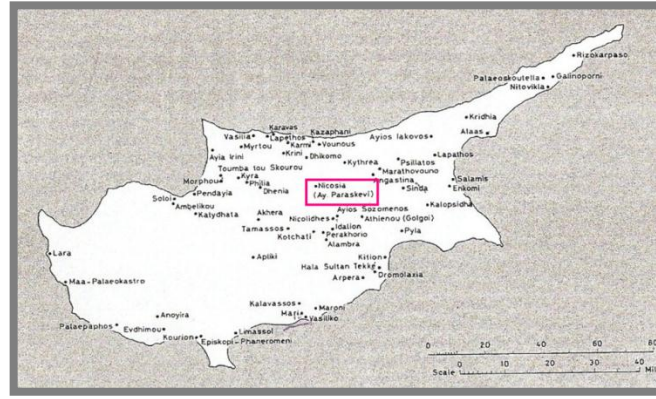 Rizokarpaso
Palaeoskoutella
Galinoporni
Nitovikla
Kridhia
Karavas
Vasilia
Lapethos
Kazaphani
Myrtou
Karmi
Vounous
Ayios Iakovos
Krini
Dhikomo
Ayia Irini
Lapathos
Kythrea
Psillatos
Toumba tou Skourou
Marathovouno
Kyra
Angastina
Salamis
Morphou
Philia
Nicosia
(Ay. Paraskevi)
Sinda
Enkomi
Dhenia
Pendayia
Soloi
Ambelikou
Kalopsidha
Kalydhata
Akhera
Ayios Sozomenos
Nicolidhes
Athienou (Golgoi)
Tamassos
Idalion
Pyla
Kotchati
Perakhorio
Alambra
Lara
Apliki
Kition
Hala Sultan Tekke
Dromolaxia
Maa-Palaeokastro
Arpera
Kalavassos
Maroni
Anoyira
Mari
Vasiliko
Palaepaphos
Evdhimou
Limassol
Kourion
Episkopi-Phaneromeni
0 20 40 60
0 10 20 30 40
Scale